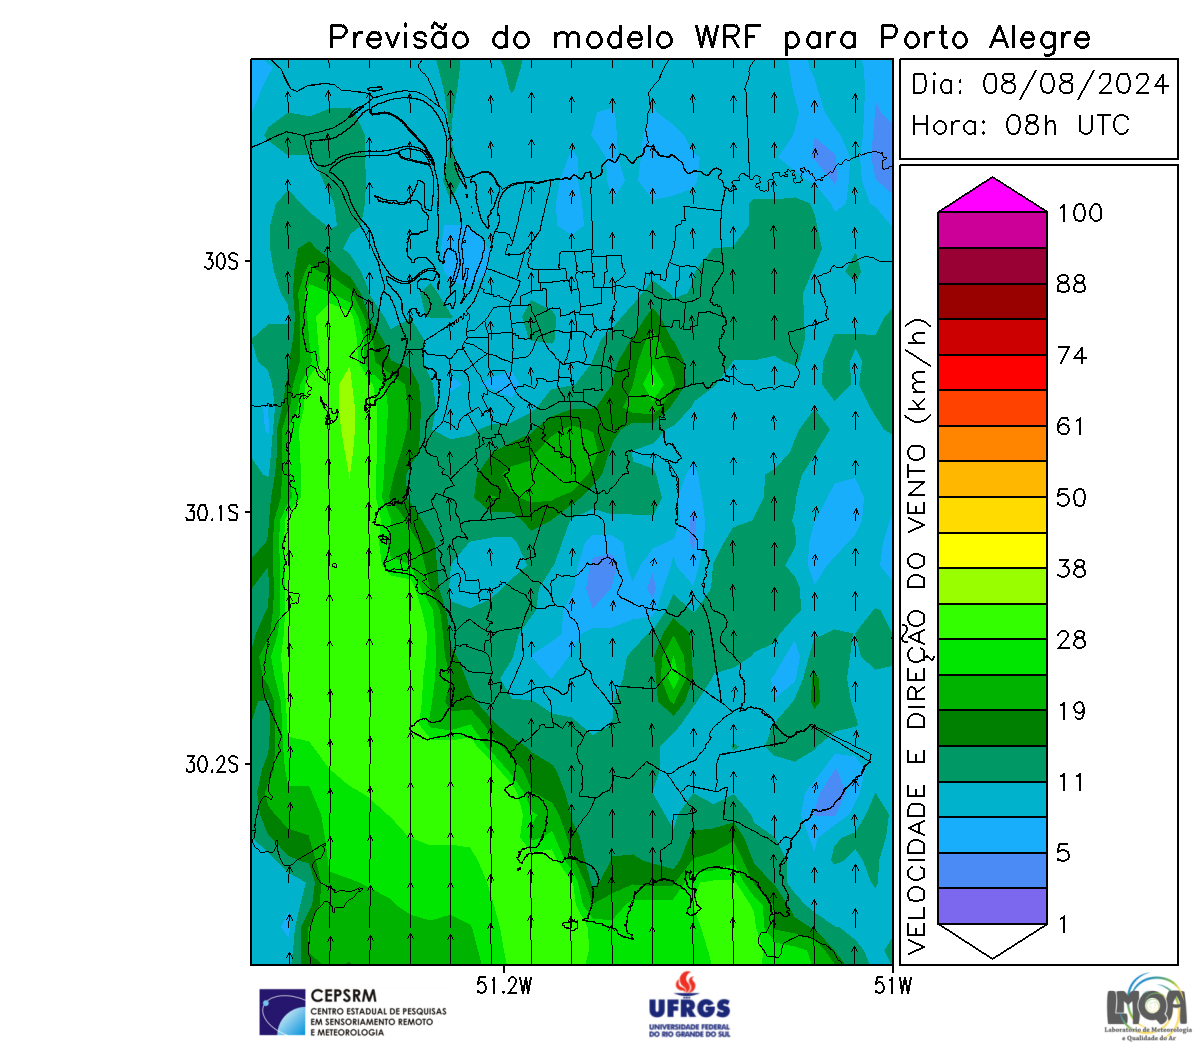 Previsão do modelo WRF para Porto Alegre
Dia: 08/08/2024
Hora: 08h UTC
30S
30.1S
30.2S
51.2W
51W
VELOCIDADE E DIREÇÃO DO VENTO (km/h)
100
88
74
61
50
38
28
19
11
5
1
CEPSRM
CENTRO ESTADUAL DE PESQUISAS
EM SENSORIAMENTO REMOTO
E METEOROLOGIA
UFRGS
UNIVERSIDADE FEDERAL
DO RIO GRANDE DO SUL
LMQA
Laboratório de Meteorologia
e Qualidade do Ar